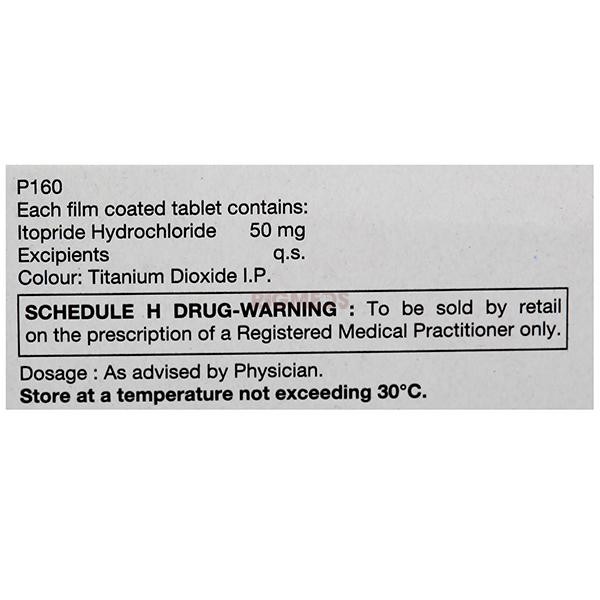 P160
Each film coated tablet contains:
Itopride Hydrochloride 50 mg
Excipients q.s.
Colour: Titanium Dioxide I.P.
BIGMEDS
SCHEDULE H DRUG-WARNING : To be sold by retail
on the prescription of a Registered Medical Practitioner only.
Dosage : As advised by Physician.
Store at a temperature not exceeding 30°C.